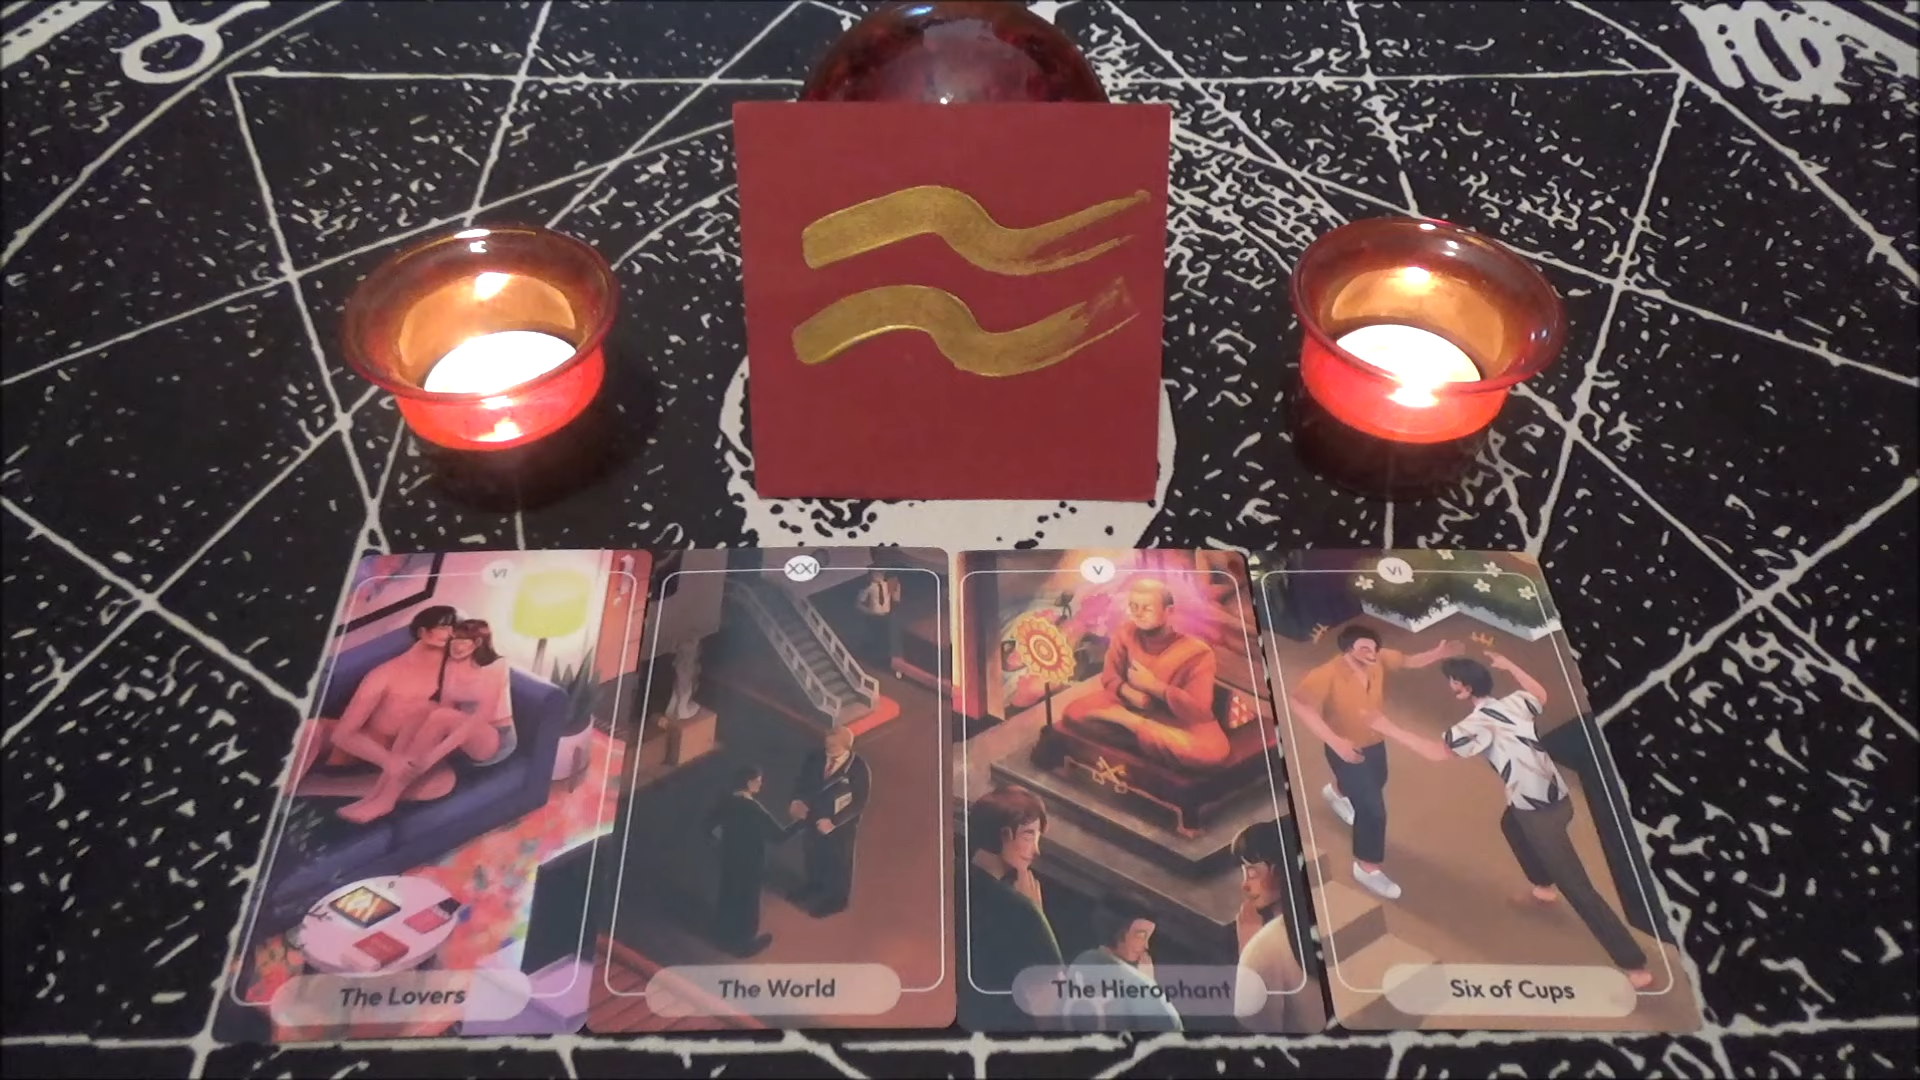 VI
XXI
V
VI
The Lovers
The World
The Hierophant
Six of Cups